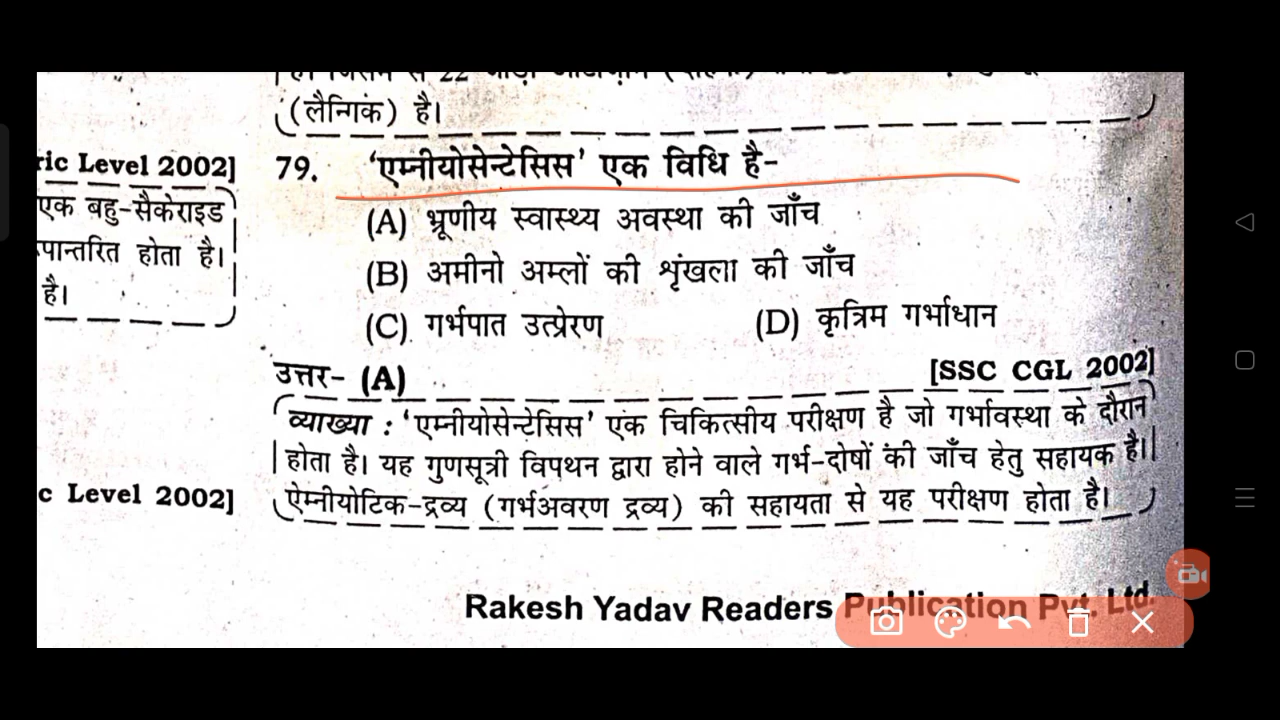 (लैन्गिक) है।
ric Level 2002]
एक बहु-सैकेराइड
पान्तरित होता है।
है।
c Level 2002]
79. 'एम्नीयोसेन्टेसिस' एक विधि है-
(A) भ्रूणीय स्वास्थ्य अवस्था की जाँच
(B) अमीनो अम्लों की शृंखला की जाँच
(C) गर्भपात उत्प्रेरण (D) कृत्रिम गर्भाधान
उत्तर- (A) [SSC CGL 2002]
व्याख्या : 'एम्नीयोसेन्टेसिस' एक चिकित्सीय परीक्षण है जो गर्भावस्था के दौरान
होता है। यह गुणसूत्री विपथन द्वारा होने वाले गर्भ-दोषों की जाँच हेतु सहायक है।
ऐम्नीयोटिक-द्रव्य (गर्भअवरण द्रव्य) की सहायता से यह परीक्षण होता है।
Rakesh Yadav Readers Publication Pvt. Ltd.